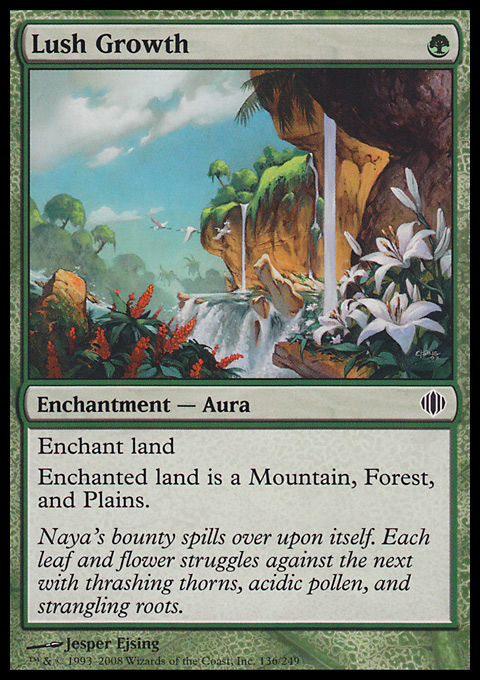 Lush Growth
Enchantment — Aura
Enchant land
Enchanted land is a Mountain, Forest,
and Plains.
Naya's bounty spills over upon itself. Each
leaf and flower struggles against the next
with thrashing thorns, acidic pollen, and
strangling roots.
Jesper Ejsing
™ & © 1993–2008 Wizards of the Coast, Inc. 136/249